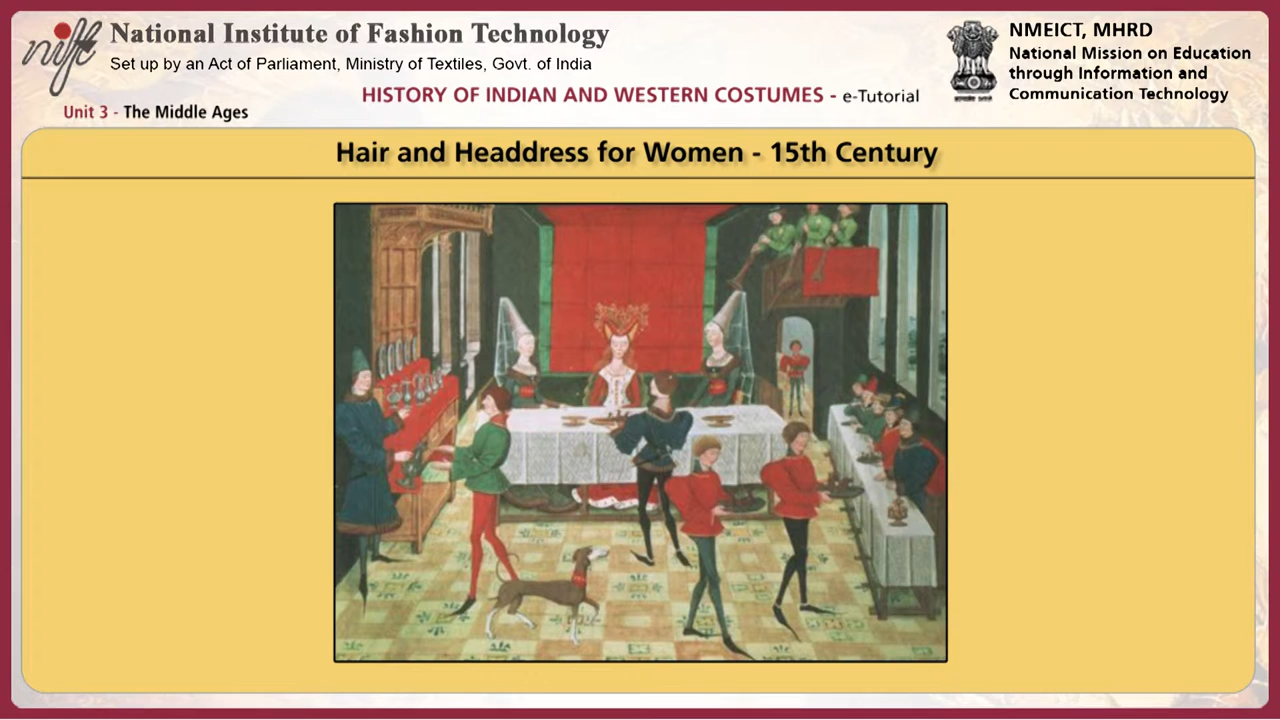 nift
National Institute of Fashion Technology
Set up by an Act of Parliament, Ministry of Textiles, Govt. of India
HISTORY OF INDIAN AND WESTERN COSTUMES - e-Tutorial
Unit 3 - The Middle Ages
NMEICT, MHRD
National Mission on Education
through Information and
Communication Technology
Hair and Headdress for Women - 15th Century